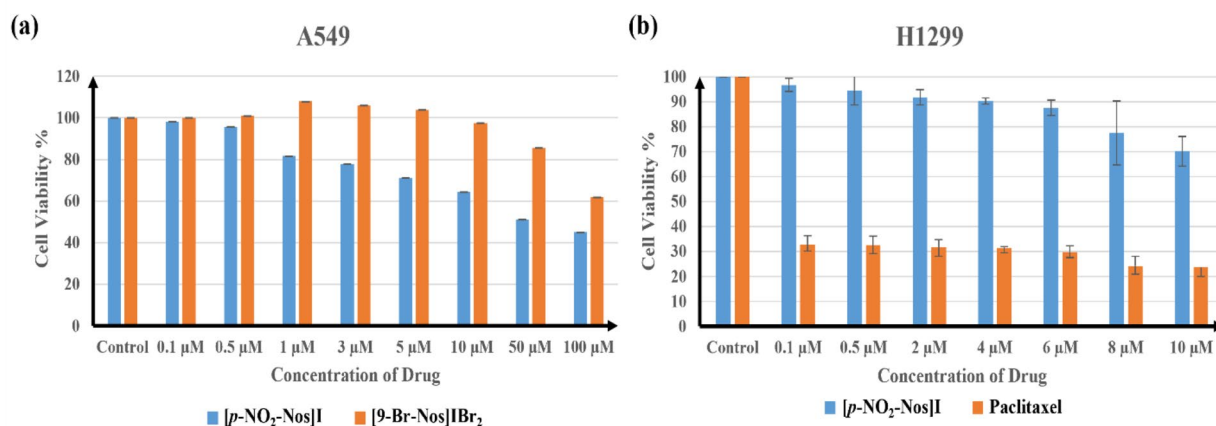 (a)
A549
Cell Viability %
120
100
80
60
40
20
0
Control 0.1 µM 0.5 µM 1 µM 3 µM 5 µM 10 µM 50 µM 100 µM
Concentration of Drug
[p-NO₂-Nos]I [9-Br-Nos]IBr₂
(b)
H1299
Cell Viability %
100
90
80
70
60
50
40
30
20
10
0
Control 0.1 µM 0.5 µM 2 µM 4 µM 6 µM 8 µM 10 µM
Concentration of Drug
[p-NO₂-Nos]I Paclitaxel